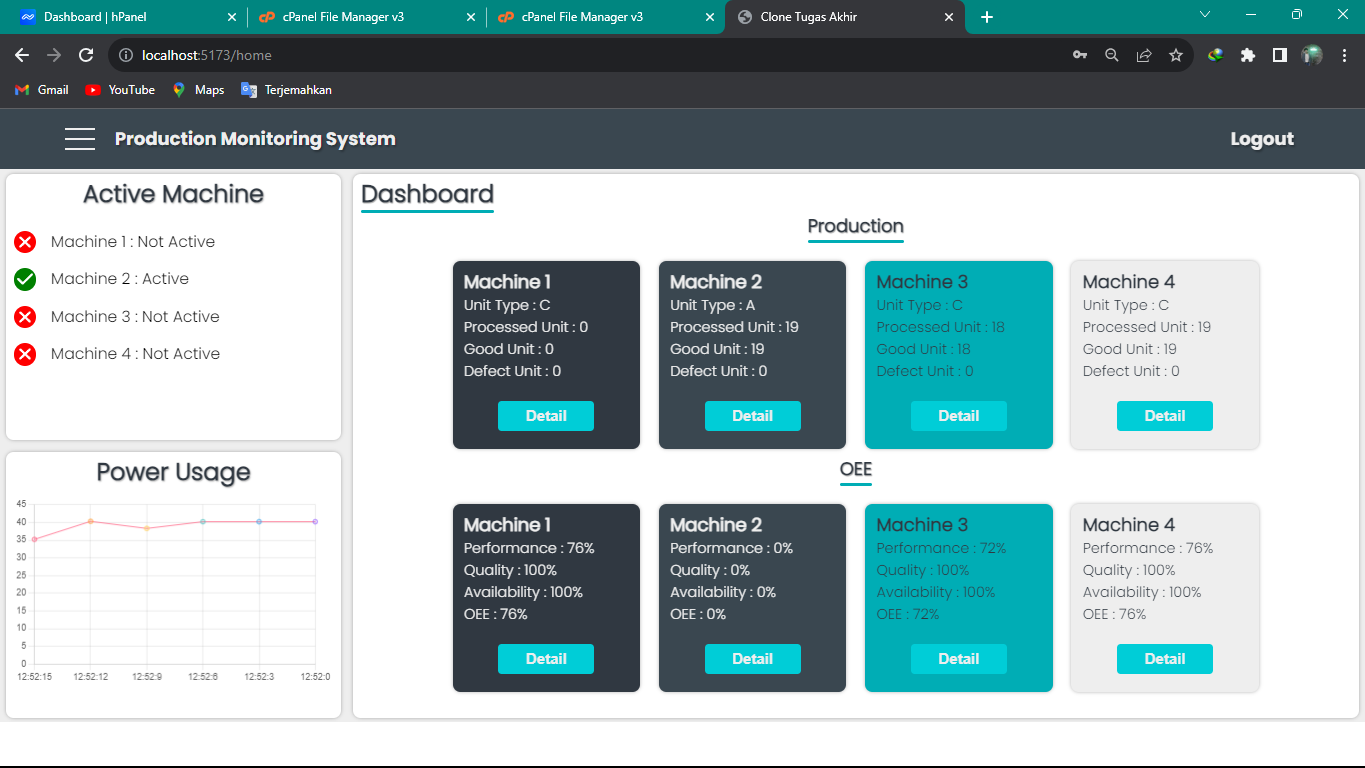 Dashboard | hPanel
cPanel File Manager v3
cPanel File Manager v3
Clone Tugas Akhir
localhost:5173/home
Gmail
YouTube
Maps
Terjemahkan
Production Monitoring System
Logout
Active Machine
Machine 1 : Not Active
Machine 2 : Active
Machine 3 : Not Active
Machine 4 : Not Active
Power Usage
45
40
35
30
25
20
15
10
5
0
12:52:15 12:52:12 12:52:9 12:52:6 12:52:3 12:52:0
Dashboard
Production
Machine 1
Unit Type : C
Processed Unit : 0
Good Unit : 0
Defect Unit : 0
Detail
Machine 2
Unit Type : A
Processed Unit : 19
Good Unit : 19
Defect Unit : 0
Detail
Machine 3
Unit Type : C
Processed Unit : 18
Good Unit : 18
Defect Unit : 0
Detail
Machine 4
Unit Type : C
Processed Unit : 19
Good Unit : 19
Defect Unit : 0
Detail
OEE
Machine 1
Performance : 76%
Quality : 100%
Availability : 100%
OEE : 76%
Detail
Machine 2
Performance : 0%
Quality : 0%
Availability : 0%
OEE : 0%
Detail
Machine 3
Performance : 72%
Quality : 100%
Availability : 100%
OEE : 72%
Detail
Machine 4
Performance : 76%
Quality : 100%
Availability : 100%
OEE : 76%
Detail